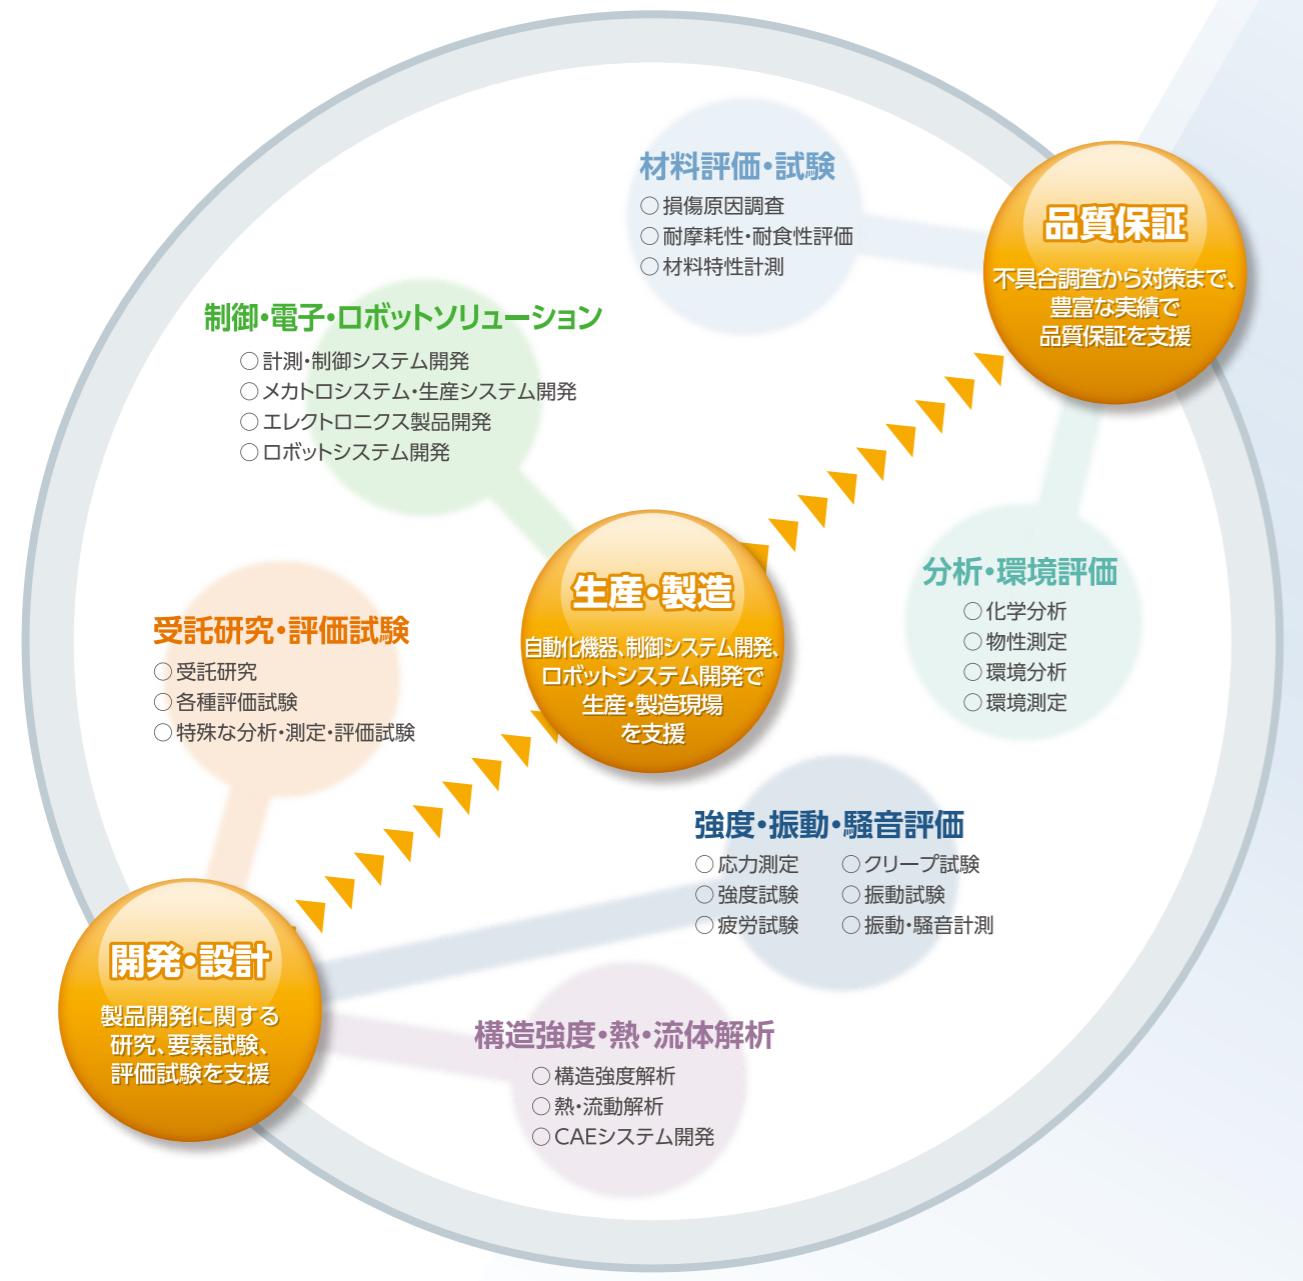 材料評価・試験
○損傷原因調査
○耐摩耗性・耐食性評価
○材料特性計測
品質保証
不具合調査から対策まで、
豊富な実績で
品質保証を支援
制御・電子・ロボットソリューション
○計測・制御システム開発
○メカトロシステム・生産システム開発
○エレクトロニクス製品開発
○ロボットシステム開発
生産・製造
自動化機器、制御システム開発、
ロボットシステム開発で
生産・製造現場
を支援
分析・環境評価
○化学分析
○物性測定
○環境分析
○環境測定
受託研究・評価試験
○受託研究
○各種評価試験
○特殊な分析・測定・評価試験
強度・振動・騒音評価
○応力測定 ○クリープ試験
○強度試験 ○振動試験
○疲労試験 ○振動・騒音計測
開発・設計
製品開発に関する
研究、要素試験、
評価試験を支援
構造強度・熱・流体解析
○構造強度解析
○熱・流動解析
○CAEシステム開発